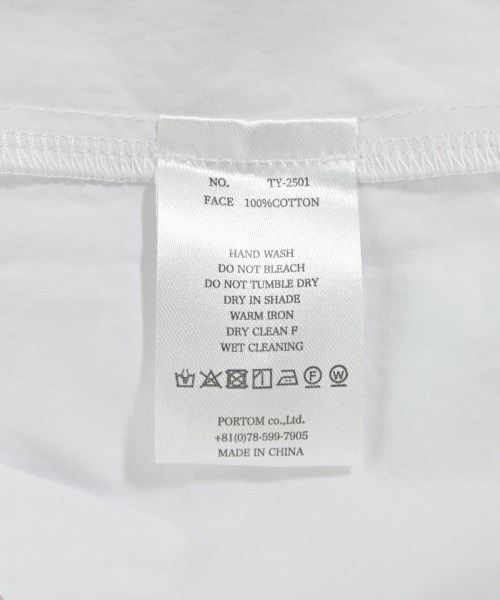 NO. TY-2501
FACE 100%COTTON
HAND WASH
DO NOT BLEACH
DO NOT TUMBLE DRY
DRY IN SHADE
WARM IRON
DRY CLEAN F
WET CLEANING
F W
PORTOM co.,Ltd.
+81(0)78-599-7905
MADE IN CHINA